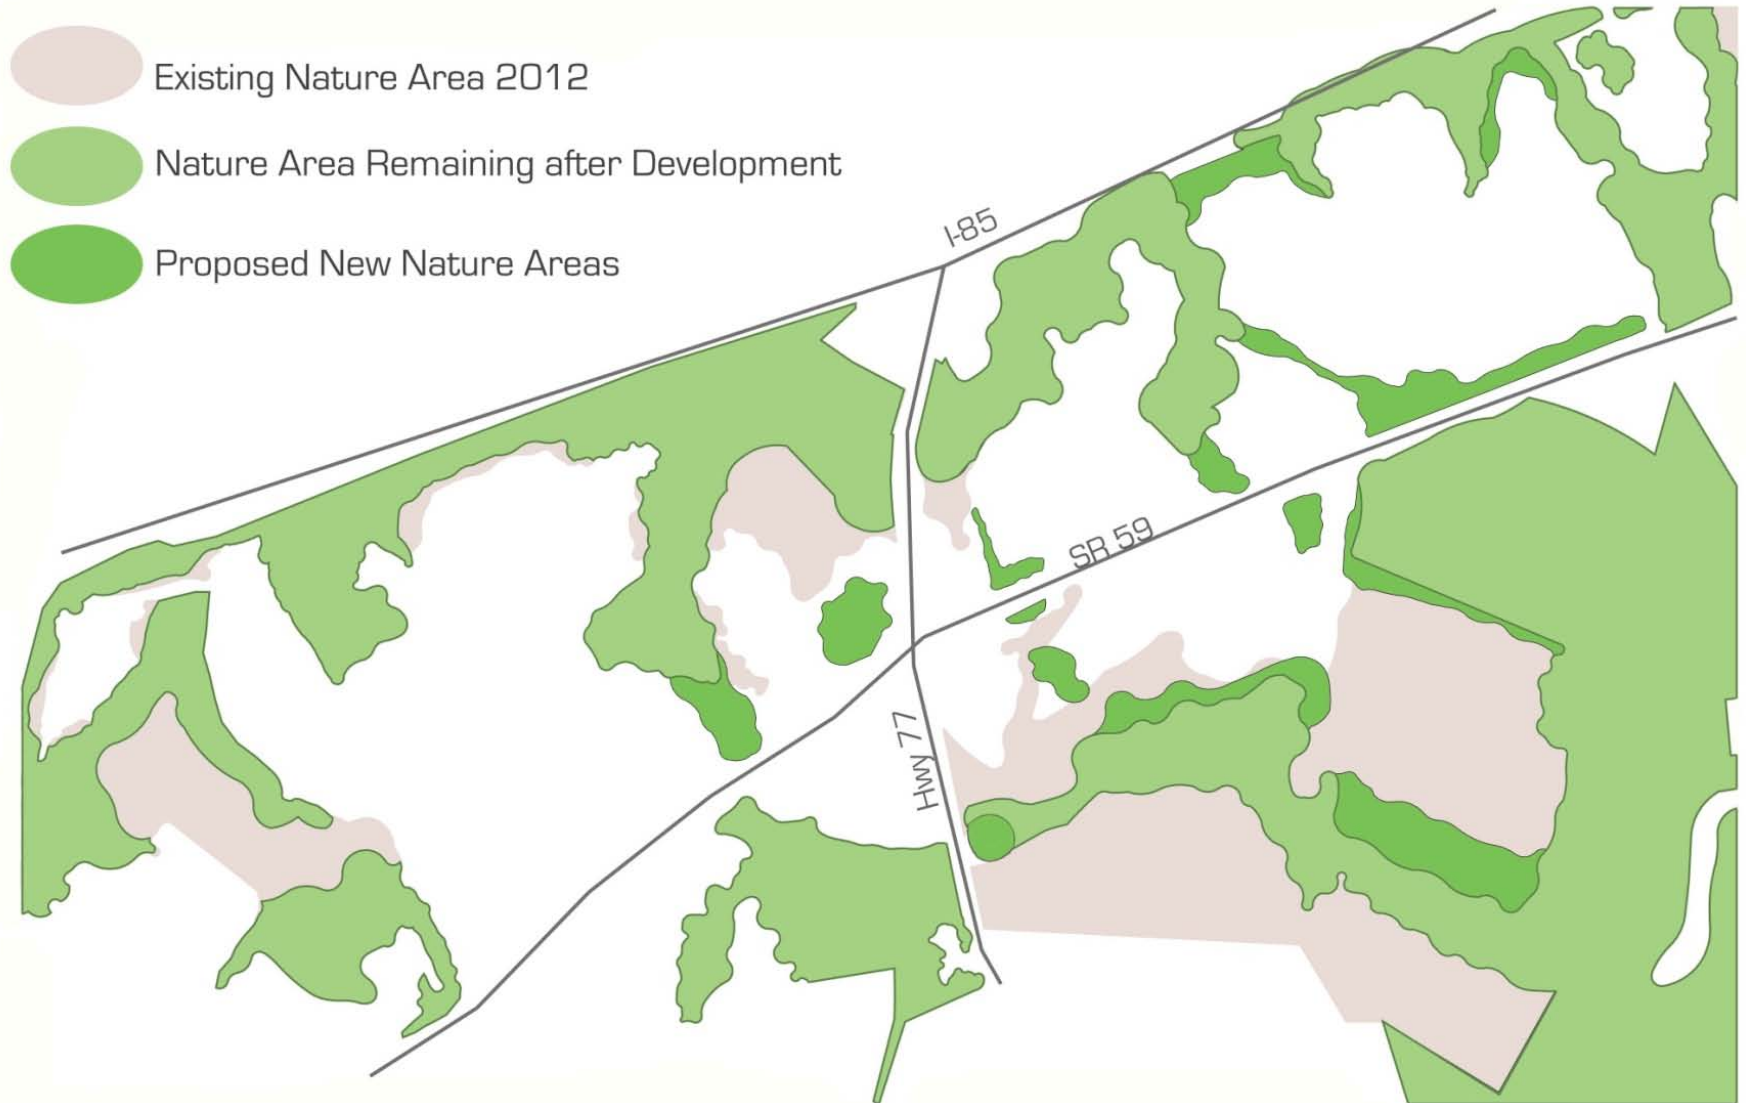 Existing Nature Area 2012
Nature Area Remaining after Development
Proposed New Nature Areas
I-85
SR 59
Hwy 77